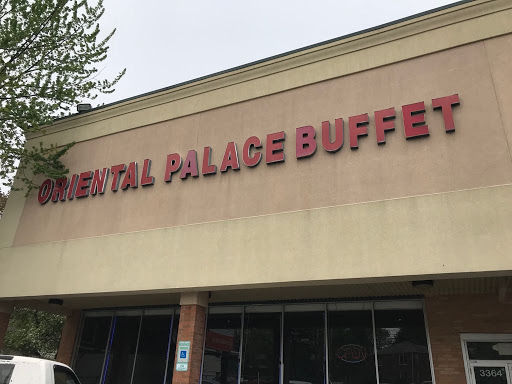 ORIENTAL PALACE BUFFET
3364